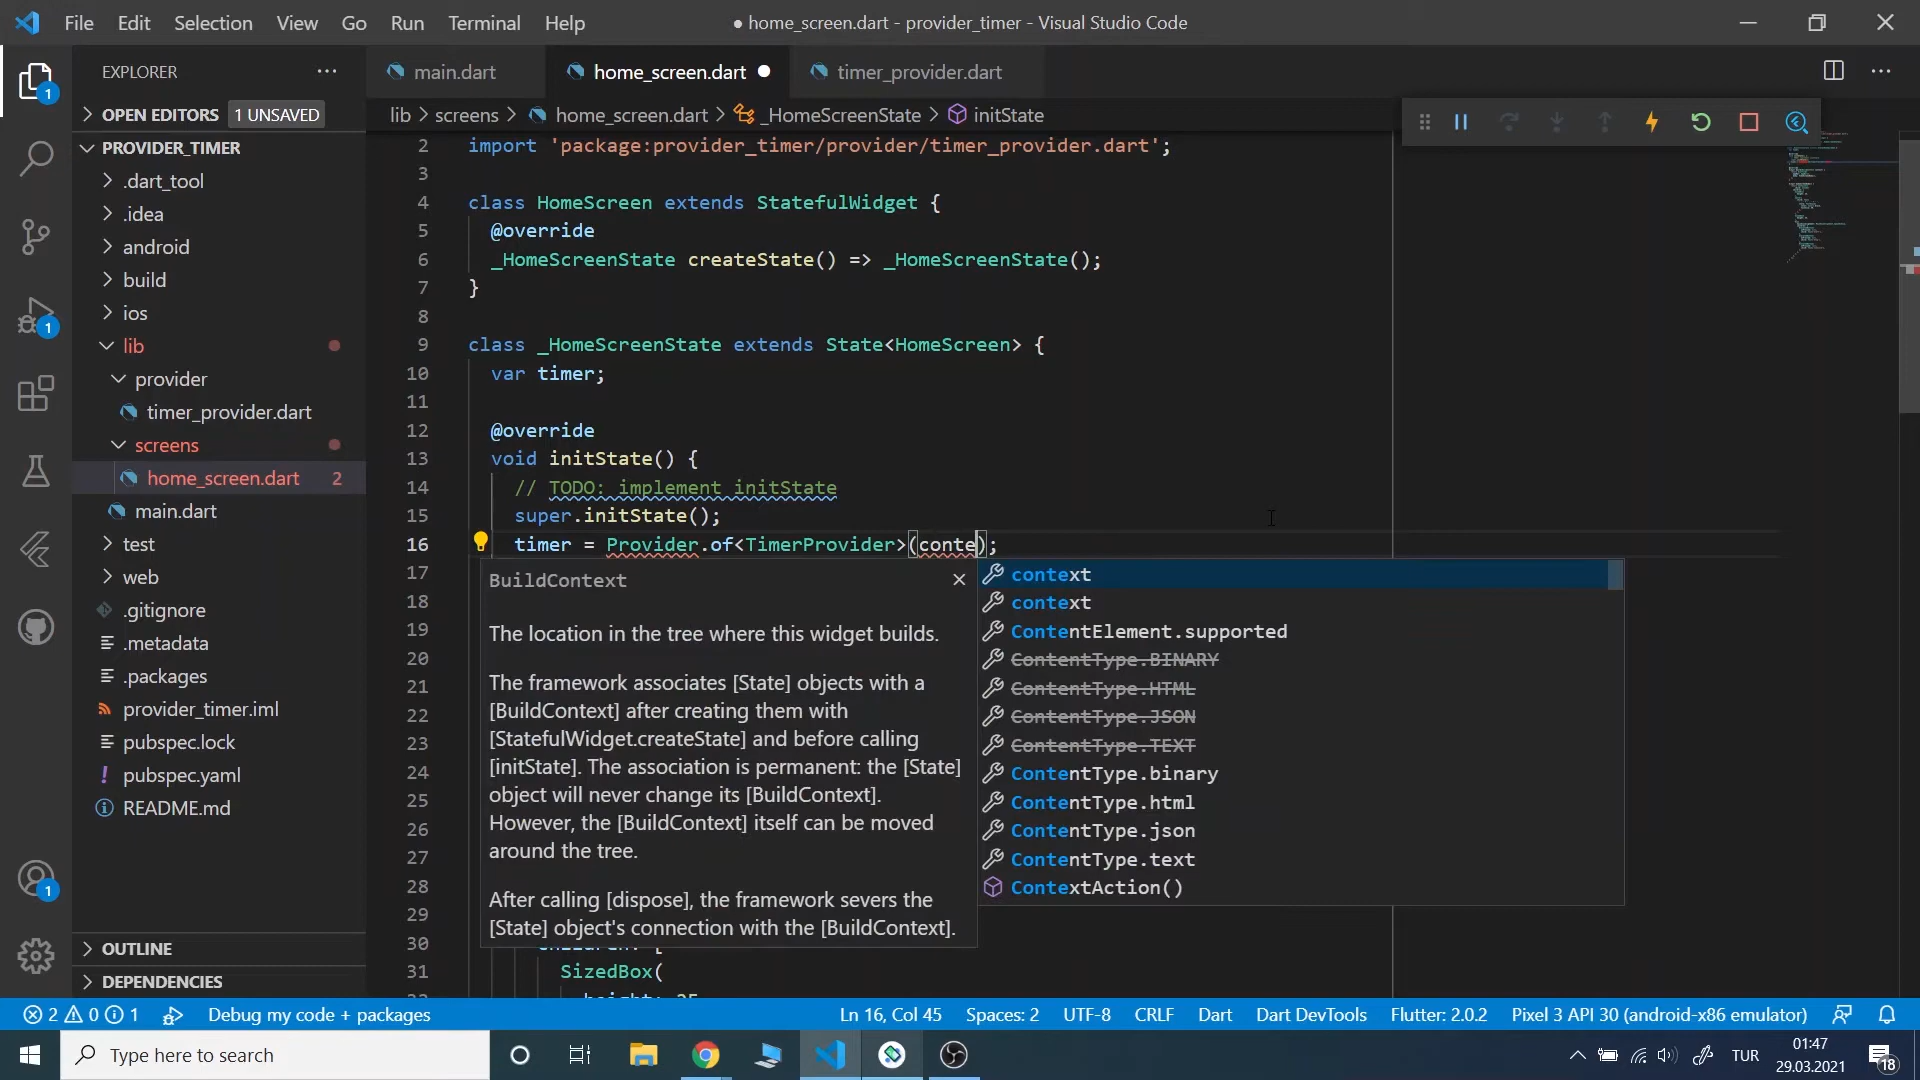 File Edit Selection View Go Run Terminal Help
● home_screen.dart - provider_timer - Visual Studio Code
EXPLORER
main.dart
home_screen.dart
timer_provider.dart
OPEN EDITORS 1 UNSAVED
lib > screens > home_screen.dart > _HomeScreenState > initState
PROVIDER_TIMER
.dart_tool
.idea
android
build
ios
lib
provider
timer_provider.dart
screens
home_screen.dart 2
main.dart
test
web
.gitignore
.metadata
.packages
provider_timer.iml
pubspec.lock
pubspec.yaml
README.md
OUTLINE
DEPENDENCIES
1
1
1
2 import 'package:provider_timer/provider/timer_provider.dart';
3
4 class HomeScreen extends StatefulWidget {
5 @override
6 _HomeScreenState createState() => _HomeScreenState();
7 }
8
9 class _HomeScreenState extends State<HomeScreen> {
10 var timer;
11
12 @override
13 void initState() {
14 // TODO: implement initState
15 super.initState();
16 timer = Provider.of<TimerProvider>(conte);
17
18
19
20
21
22
23
24
25
26
27
28
29
30 children: [
31 SizedBox(
BuildContext
The location in the tree where this widget builds.
The framework associates [State] objects with a
[BuildContext] after creating them with
[StatefulWidget.createState] and before calling
[initState]. The association is permanent: the [State]
object will never change its [BuildContext].
However, the [BuildContext] itself can be moved
around the tree.
After calling [dispose], the framework severs the
[State] object's connection with the [BuildContext].
context
context
ContentElement.supported
ContentType.BINARY
ContentType.HTML
ContentType.JSON
ContentType.TEXT
ContentType.binary
ContentType.html
ContentType.json
ContentType.text
ContextAction()
2 0 1 Debug my code + packages Ln 16, Col 45 Spaces: 2 UTF-8 CRLF Dart Dart DevTools Flutter: 2.0.2 Pixel 3 API 30 (android-x86 emulator)
Type here to search
TUR
01:47
29.03.2021
18